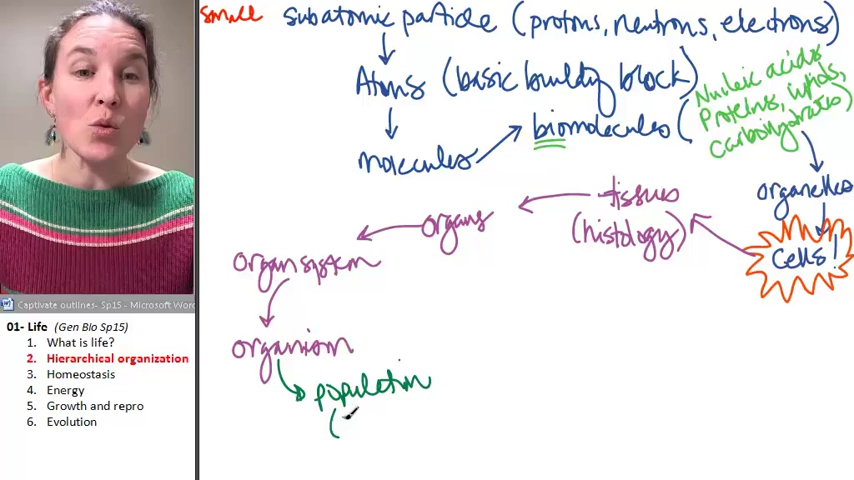 small subatomic particle (protons, neutrons, electrons)
Atoms (basic building block)
molecules
biomolecules (
Nucleic acids
Proteins, lipids,
carbohydrates)
organelles
Cells!
tissues
(histology)
organs
organ system
organism
population
(
Captivate outlines- Sp15 - Microsoft Word
01- Life (Gen Bio Sp15)
1. What is life?
2. Hierarchical organization
3. Homeostasis
4. Energy
5. Growth and repro
6. Evolution